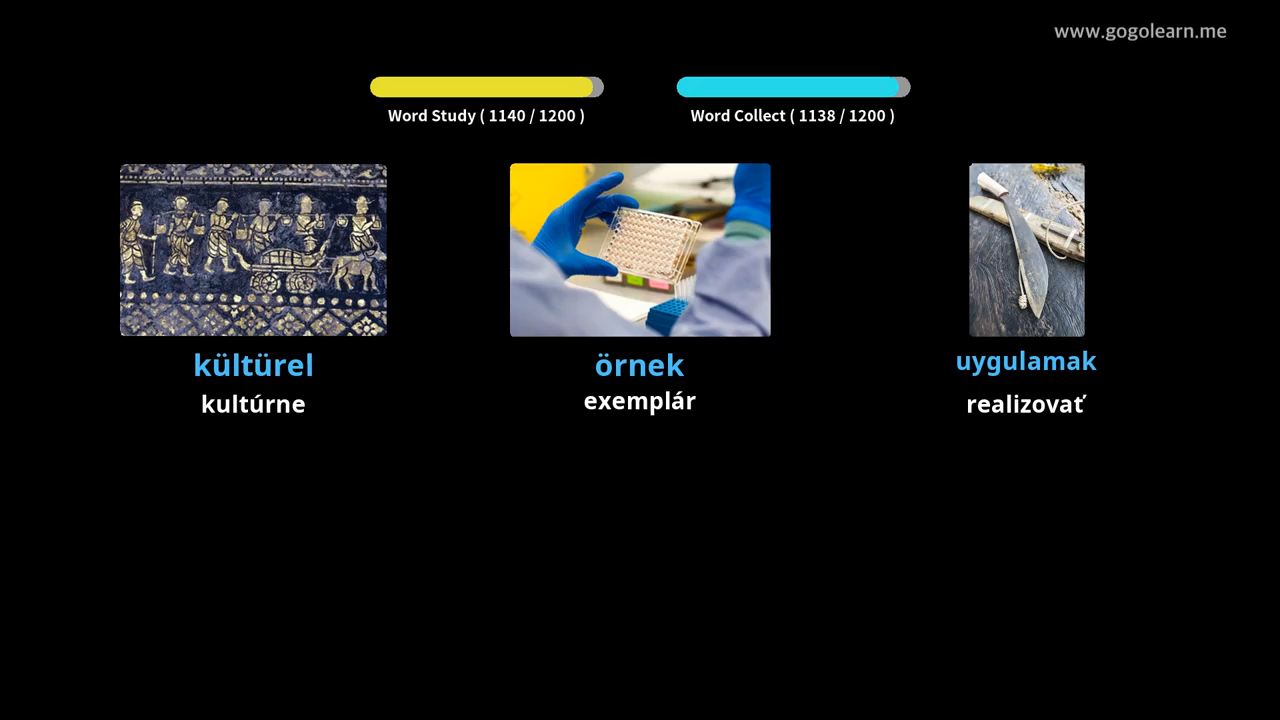 www.gogolearn.me
Word Study ( 1140 / 1200 )
Word Collect ( 1138 / 1200 )
kültürel
örnek
uygulamak
kultúrne
exemplár
realizovať